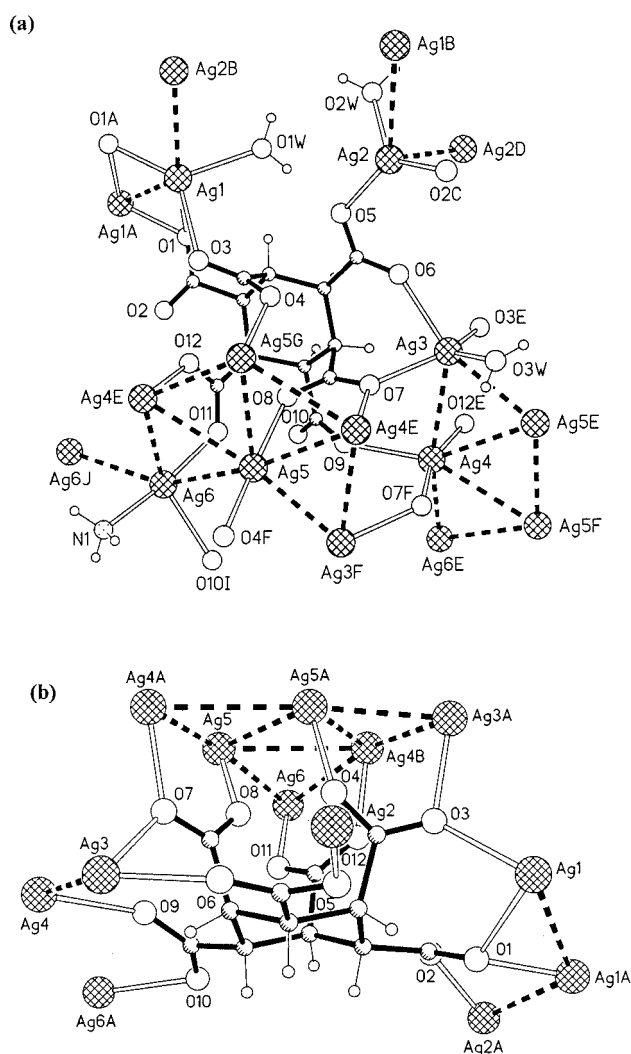 (a)
Ag1B
Ag2B
O2W
O1A
O1W
Ag2
Ag2D
Ag1
O2C
Ag1A
O5
O1
O3
O6
O4
O2
O3E
Ag3
O12
Ag5G
O3W
O7
O8
O12E
Ag4E
O11
O10
Ag4E
Ag5E
O9
Ag4
Ag6J
Ag5
Ag6
O7F
N1
O4F
Ag5F
Ag3F
Ag6E
O10I
(b)
Ag4A
Ag5A
Ag3A
Ag5
Ag4B
O4
Ag6
O7
O8
O3
Ag2
Ag3
O11
O12
Ag1
O6
O5
Ag4
O9
O1
O2
Ag1A
O10
Ag6A
Ag2A